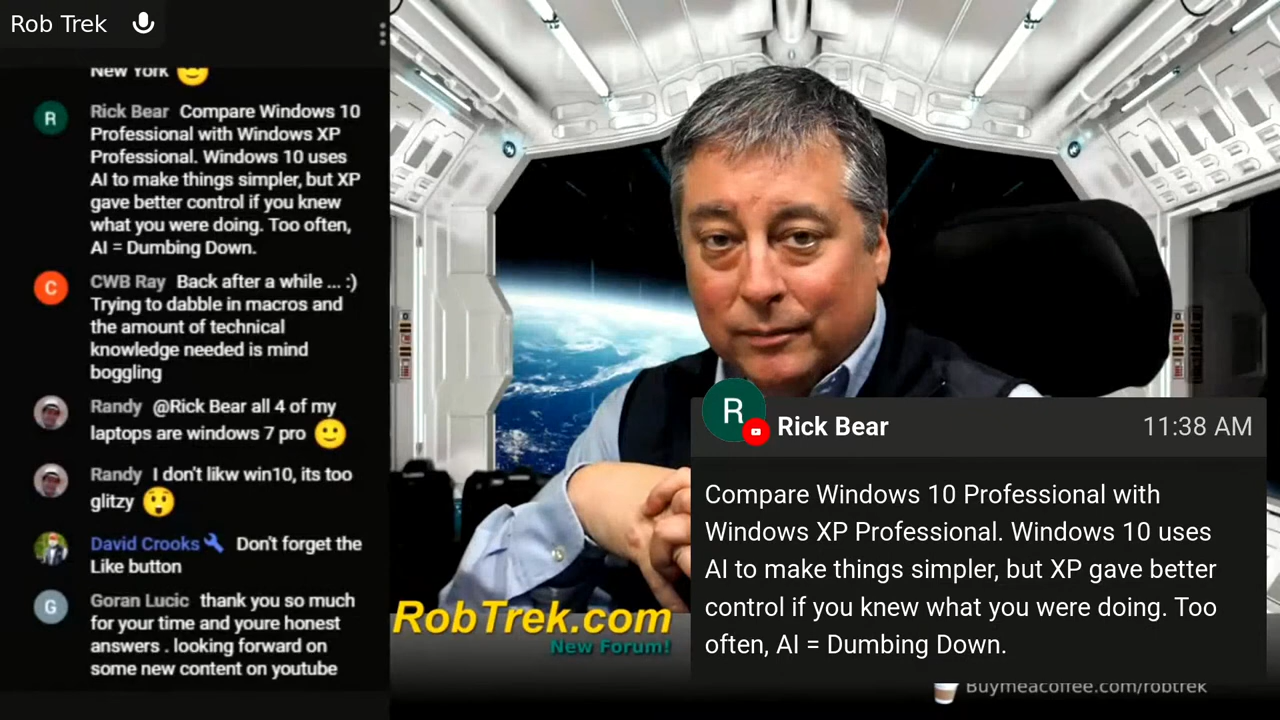 Rob Trek
New York
R
Rick Bear Compare Windows 10
Professional with Windows XP
Professional. Windows 10 uses
AI to make things simpler, but XP
gave better control if you knew
what you were doing. Too often,
AI = Dumbing Down.
C
CWB Ray Back after a while ... :)
Trying to dabble in macros and
the amount of technical
knowledge needed is mind
boggling
Randy @Rick Bear all 4 of my
laptops are windows 7 pro 🙂
Randy I don't likw win10, its too
glitzy 😲
David Crooks Don't forget the
Like button
G
Goran Lucic thank you so much
for your time and youre honest
answers . looking forward on
some new content on youtube
RobTrek.com
New Forum!
R
Rick Bear 11:38 AM
Compare Windows 10 Professional with
Windows XP Professional. Windows 10 uses
AI to make things simpler, but XP gave better
control if you knew what you were doing. Too
often, AI = Dumbing Down.
Buymeacoffee.com/robtrek